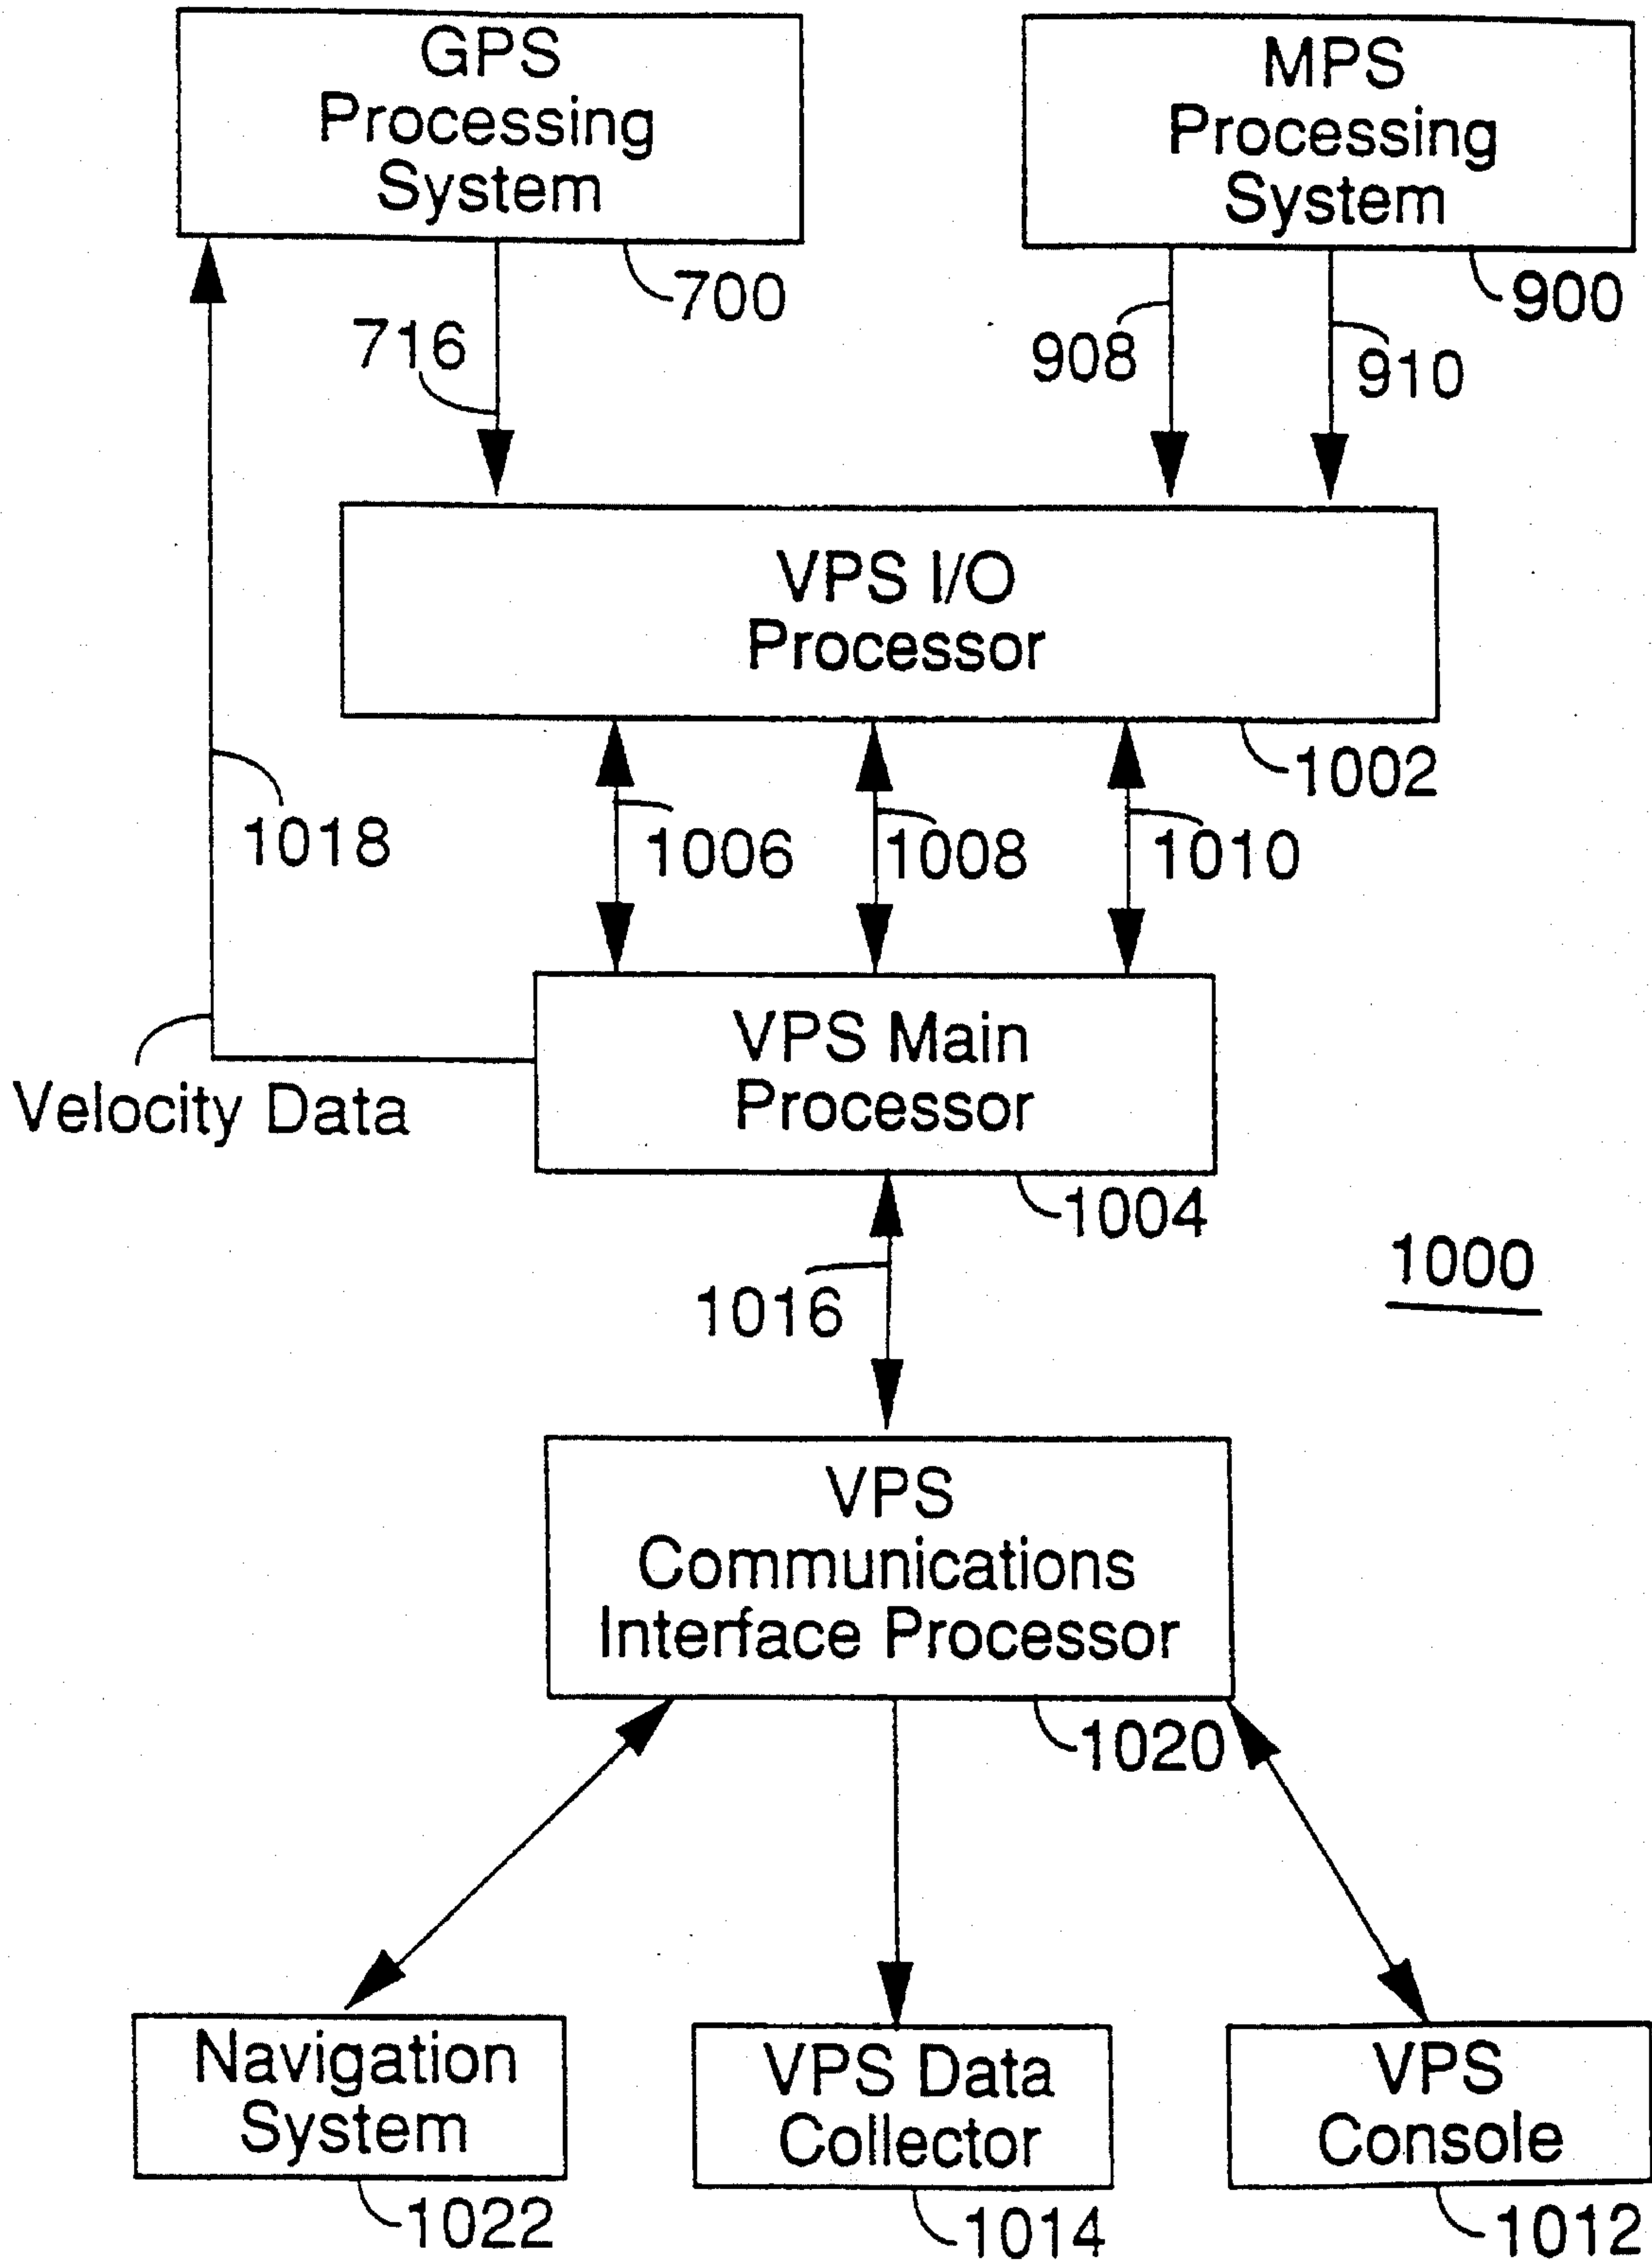 GPS
Processing
System
MPS
Processing
System
700
900
716
908
910
VPS I/O
Processor
1002
1018
1006
1008
1010
VPS Main
Processor
Velocity Data
1004
1000
1016
VPS
Communications
Interface Processor
1020
Navigation
System
VPS Data
Collector
VPS
Console
1022
1014
1012